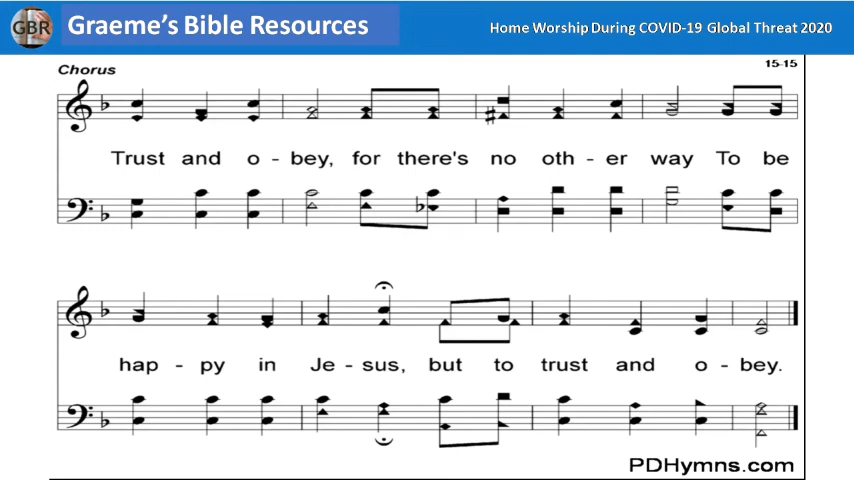 GBR
Graeme's Bible Resources
Home Worship During COVID-19 Global Threat 2020
Chorus
15-15
Trust and o - bey, for there's no oth - er way To be
hap - py in Je - sus, but to trust and o - bey.
PDHymns.com